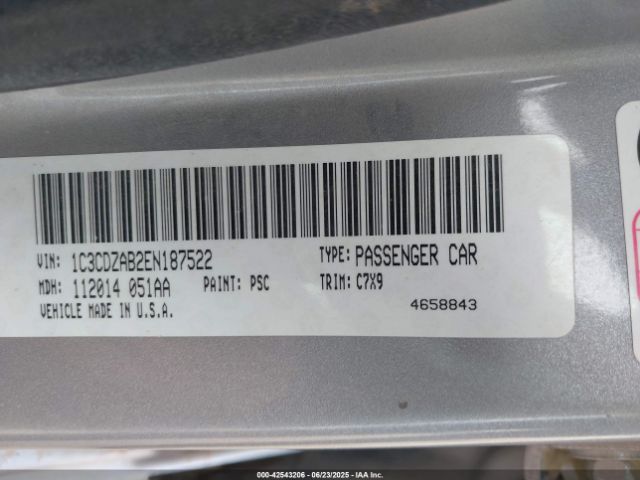 VIN: 1C3CDZAB2EN187522 TYPE: PASSENGER CAR
MDH: 112014 051AA PAINT: PSC TRIM: C7X9
VEHICLE MADE IN U.S.A. 4658843
000-42543206 - 06/23/2025 - Copyright © IAA, Inc.